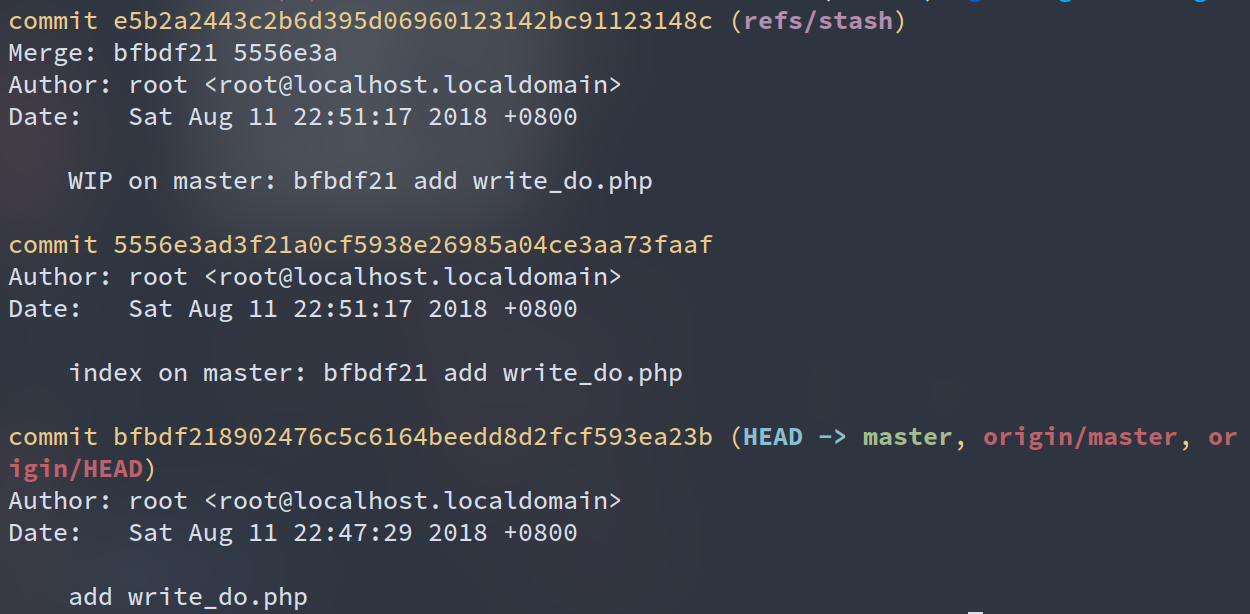 commit e5b2a2443c2b6d395d06960123142bc91123148c (refs/stash)
Merge: bfbdf21 5556e3a
Author: root <root@localhost.localdomain>
Date:   Sat Aug 11 22:51:17 2018 +0800
    WIP on master: bfbdf21 add write_do.php
commit 5556e3ad3f21a0cf5938e26985a04ce3aa73faaf
Author: root <root@localhost.localdomain>
Date:   Sat Aug 11 22:51:17 2018 +0800
    index on master: bfbdf21 add write_do.php
commit bfbdf218902476c5c6164beedd8d2fcf593ea23b (HEAD -> master, origin/master, or
igin/HEAD)
Author: root <root@localhost.localdomain>
Date:   Sat Aug 11 22:47:29 2018 +0800
    add write_do.php